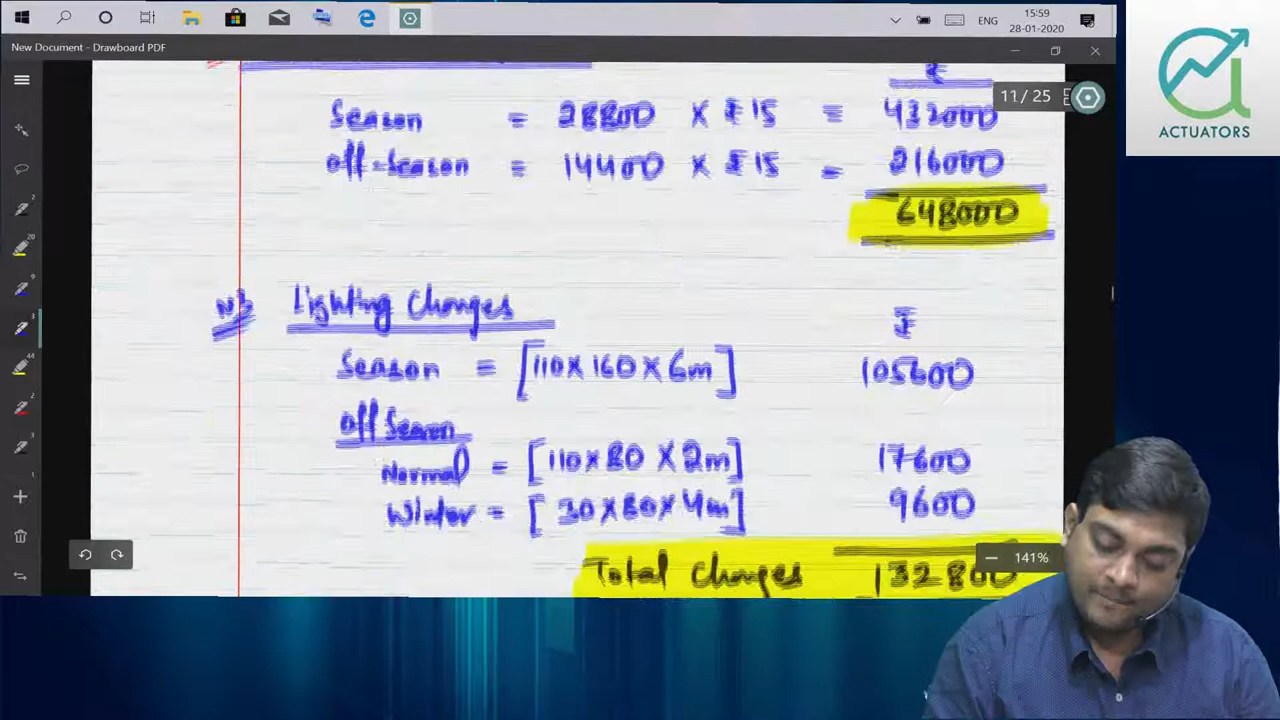 15:59
ENG
28-01-2020
New Document - Drawboard PDF
11 / 25
ACTUATORS
₹
Season = 28800 × ₹15 = 432000
off-Season = 14400 × ₹15 = 216000
648000
Lighting Charges
₹
Season = [110×160×6m] 105600
off Season
Normal = [110×80×2m] 17600
Winter = [30×80×4m] 9600
Total charges 132800
141%